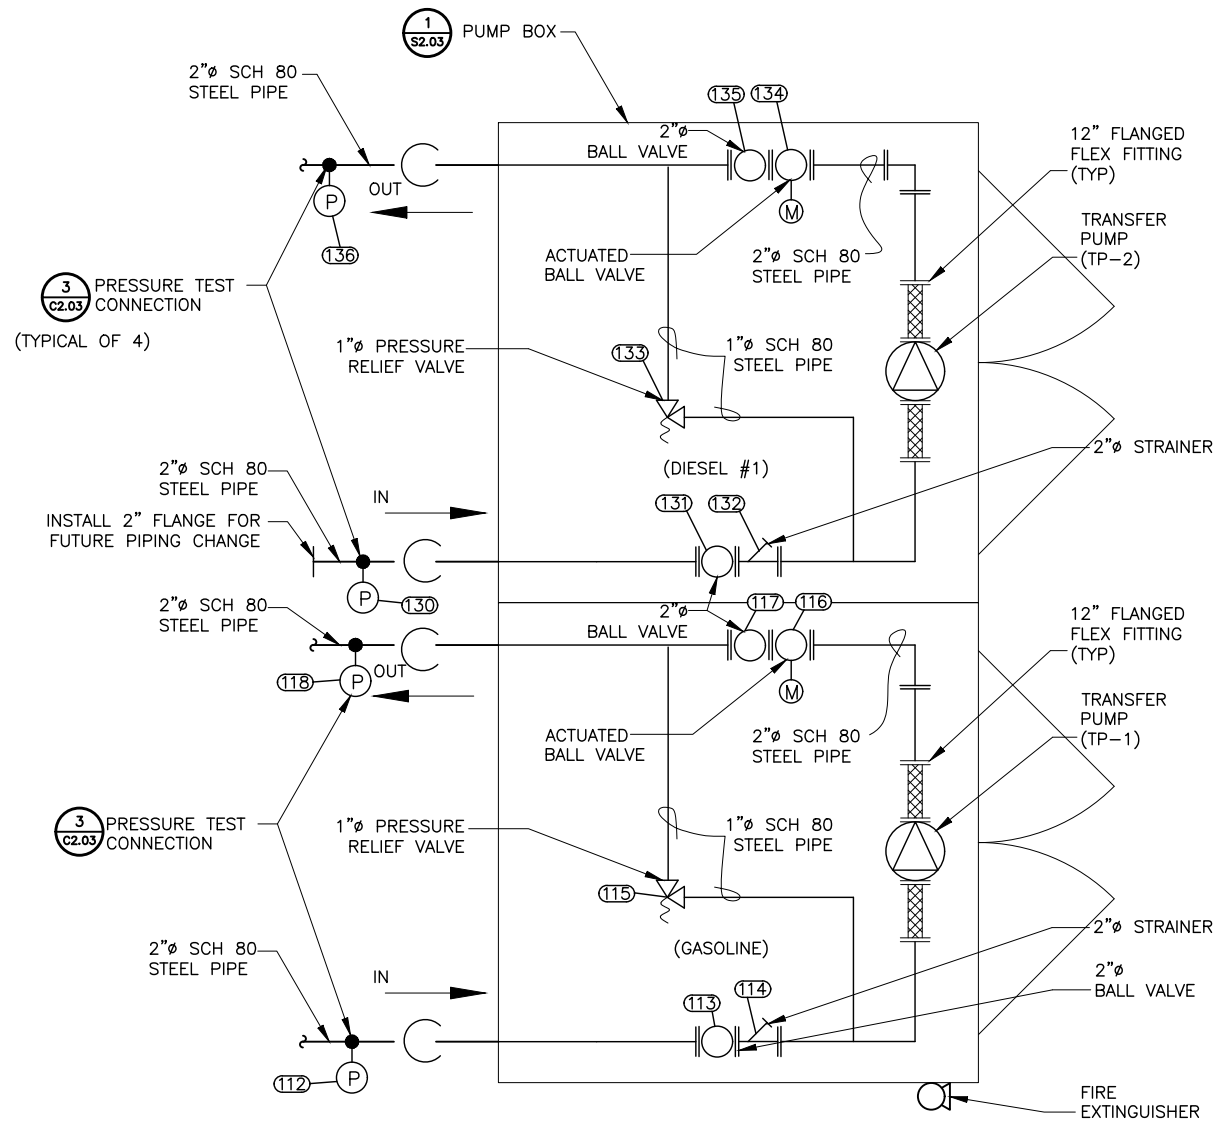 1
S2.03
PUMP BOX
2"ø SCH 80
STEEL PIPE
135
134
2"ø
BALL VALVE
12" FLANGED
FLEX FITTING
(TYP)
OUT
P
136
M
ACTUATED
BALL VALVE
2"ø SCH 80
STEEL PIPE
TRANSFER
PUMP
(TP-2)
3
C2.03
PRESSURE TEST
CONNECTION
(TYPICAL OF 4)
1"ø PRESSURE
RELIEF VALVE
133
1"ø SCH 80
STEEL PIPE
(DIESEL #1)
2"ø STRAINER
2"ø SCH 80
STEEL PIPE
IN
131
132
INSTALL 2" FLANGE FOR
FUTURE PIPING CHANGE
P
130
2"ø SCH 80
STEEL PIPE
2"ø
BALL VALVE
117
116
12" FLANGED
FLEX FITTING
(TYP)
118
P
OUT
M
ACTUATED
BALL VALVE
2"ø SCH 80
STEEL PIPE
TRANSFER
PUMP
(TP-1)
3
C2.03
PRESSURE TEST
CONNECTION
1"ø PRESSURE
RELIEF VALVE
1"ø SCH 80
STEEL PIPE
115
(GASOLINE)
2"ø STRAINER
2"ø SCH 80
STEEL PIPE
IN
113
114
2"ø
BALL VALVE
112
P
FIRE
EXTINGUISHER